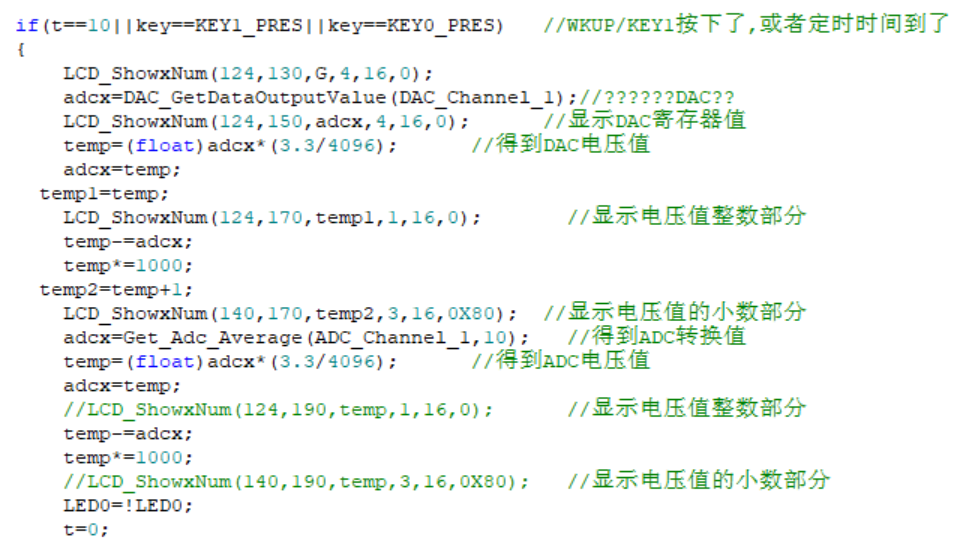 if(t==10||key==KEY1_PRES||key==KEY0_PRES)   //WKUP/KEY1按下了,或者定时时间到了
{
    LCD_ShowxNum(124,130,G,4,16,0);
    adcx=DAC_GetDataOutputValue(DAC_Channel_1);//??????DAC??
    LCD_ShowxNum(124,150,adcx,4,16,0);      //显示DAC寄存器值
    temp=(float)adcx*(3.3/4096);      //得到DAC电压值
    adcx=temp;
  temp1=temp;
    LCD_ShowxNum(124,170,temp1,1,16,0);       //显示电压值整数部分
    temp-=adcx;
    temp*=1000;
  temp2=temp+1;
    LCD_ShowxNum(140,170,temp2,3,16,0X80);  //显示电压值的小数部分
    adcx=Get_Adc_Average(ADC_Channel_1,10);   //得到ADC转换值
    temp=(float)adcx*(3.3/4096);      //得到ADC电压值
    adcx=temp;
    //LCD_ShowxNum(124,190,temp,1,16,0);      //显示电压值整数部分
    temp-=adcx;
    temp*=1000;
    //LCD_ShowxNum(140,190,temp,3,16,0X80);   //显示电压值的小数部分
    LED0=!LED0;
    t=0;